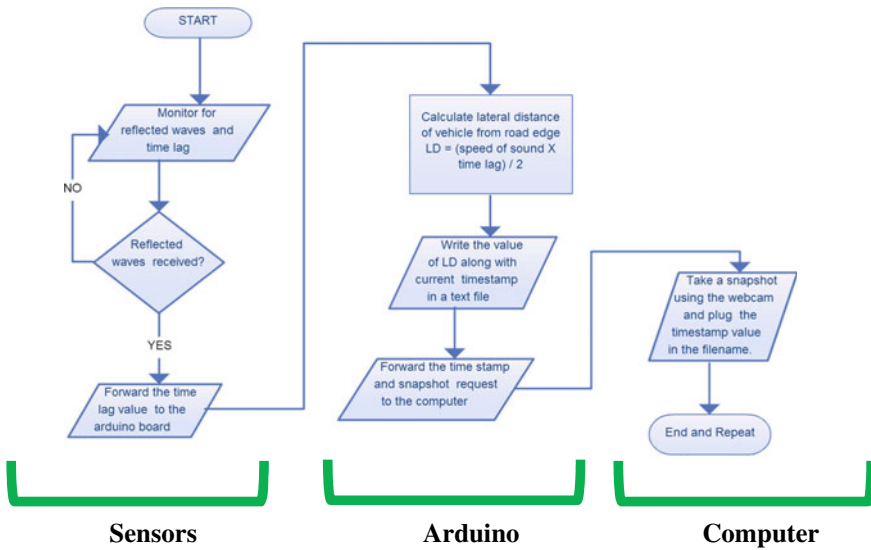 START
Monitor for
reflected waves and
time lag
NO
Reflected
waves received?
YES
Forward the time
lag value to the
arduino board
Calculate lateral distance
of vehicle from road edge
LD = (speed of sound X
time lag) / 2
Write the value
of LD along with
current timestamp
in a text file
Forward the time stamp
and snapshot request
to the computer
Take a snapshot
using the webcam
and plug the
timestamp value
in the filename.
End and Repeat
Sensors
Arduino
Computer